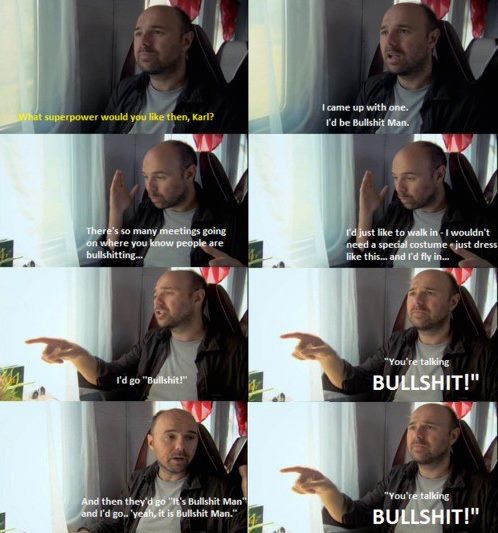 What superpower would you like then, Karl?
I came up with one.
I'd be Bullshit Man.
There's so many meetings going
on where you know people are
bullshitting...
I'd just like to walk in - I wouldn't
need a special costume - just dress
like this... and I'd fly in...
I'd go "Bullshit!"
"You're talking
BULLSHIT!"
And then they'd go "It's Bullshit Man"
and I'd go.. 'yeah, it is Bullshit Man."
"You're talking
BULLSHIT!"